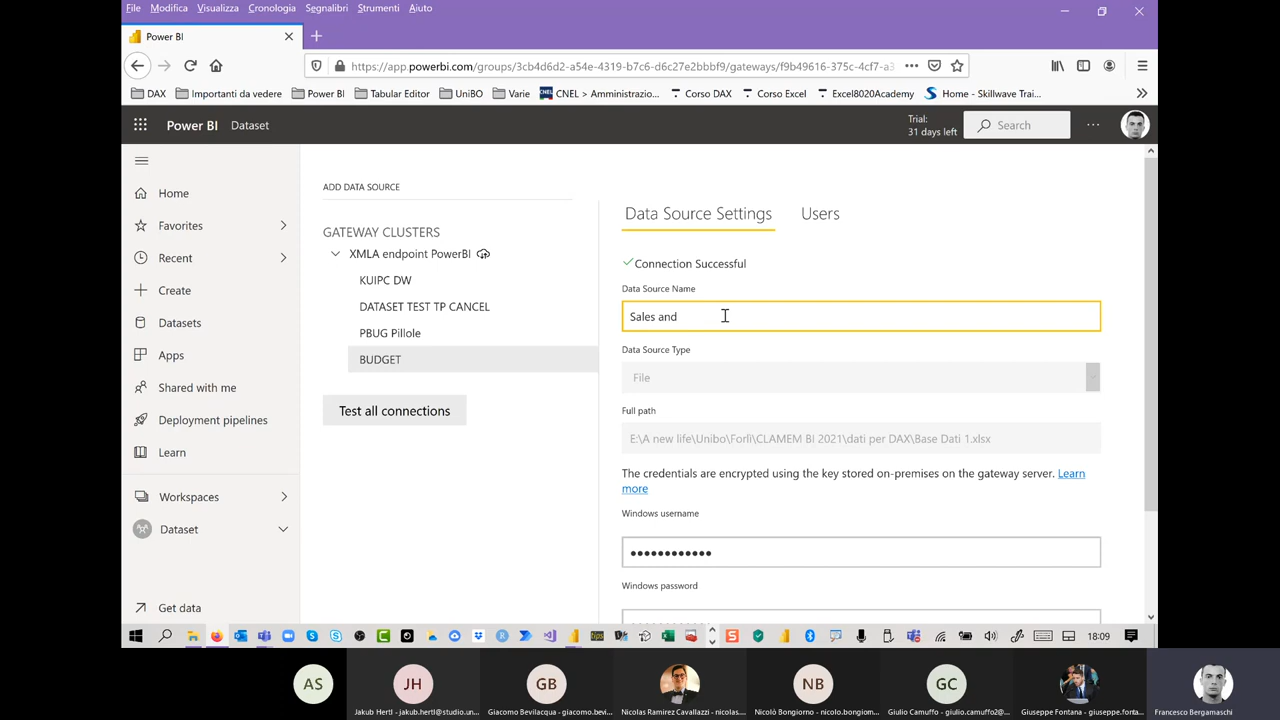 File Modifica Visualizza Cronologia Segnalibri Strumenti Aiuto
Power BI
https://app.powerbi.com/groups/3cb4d6d2-a54e-4319-b7c6-d6c27e2bbbf9/gateways/f9b49616-375c-4cf7-a3
DAX Importanti da vedere Power BI Tabular Editor UniBO Varie CNEL > Amministrazio... Corso DAX Corso Excel Excel8020Academy Home - Skillwave Trai...
Power BI Dataset
Trial:
31 days left
Search
Home
Favorites
Recent
Create
Datasets
Apps
Shared with me
Deployment pipelines
Learn
Workspaces
Dataset
Get data
ADD DATA SOURCE
GATEWAY CLUSTERS
XMLA endpoint PowerBI
KUIPC DW
DATASET TEST TP CANCEL
PBUG Pillole
BUDGET
Test all connections
Data Source Settings Users
Connection Successful
Data Source Name
Sales and
Data Source Type
File
Full path
E:\A new life\Unibo\Forlì\CLAMEM BI 2021\dati per DAX\Base Dati 1.xlsx
The credentials are encrypted using the key stored on-premises on the gateway server. Learn
more
Windows username
Windows password
18:09
AS JH GB NB GC
Jakub Hertl - jakub.hertl@studio.un...
Giacomo Bevilacqua - giacomo.bevi...
Nicolas Ramirez Cavallazzi - nicolas...
Nicolò Bongiorno - nicolo.bongiom...
Giulio Camuffo - giulio.camuffo2@...
Giuseppe Fontana - giuseppe.fonta...
Francesco Bergamaschi